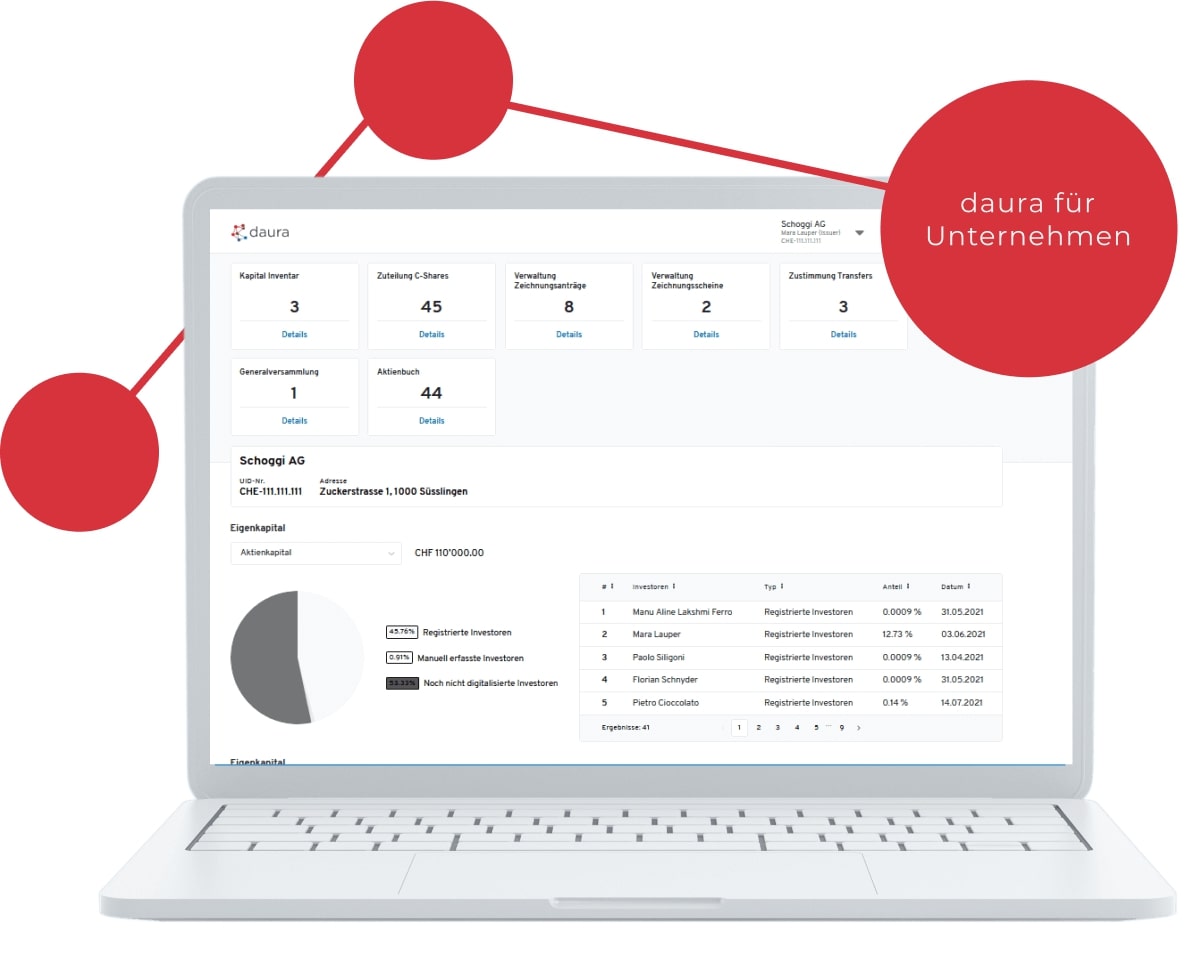 daura für
Unternehmen
daura
Schoggi AG
Mara Lauper (Issuer)
CHE-111.111.111
Kapital Inventar
3
Details
Zuteilung C-Shares
45
Details
Verwaltung
Zeichnungsanträge
8
Details
Verwaltung
Zeichnungsscheine
2
Details
Zustimmung Transfers
3
Details
Generalversammlung
1
Details
Aktienbuch
44
Details
Schoggi AG
UID-Nr. Adresse
CHE-111.111.111 Zuckerstrasse 1, 1000 Süsslingen
Eigenkapital
Aktienkapital CHF 110'000.00
45.76% Registrierte Investoren
0.91% Manuell erfasste Investoren
53.33% Noch nicht digitalisierte Investoren
# Investoren Typ Anteil Datum
1 Manu Aline Lakshmi Ferro Registrierte Investoren 0.0009 % 31.05.2021
2 Mara Lauper Registrierte Investoren 12.73 % 03.06.2021
3 Paolo Siligoni Registrierte Investoren 0.0009 % 13.04.2021
4 Florian Schnyder Registrierte Investoren 0.0009 % 31.05.2021
5 Pietro Cioccolato Registrierte Investoren 0.14 % 14.07.2021
Ergebnisse: 41 1 2 3 4 5 ... 9 >
Eigenkapital